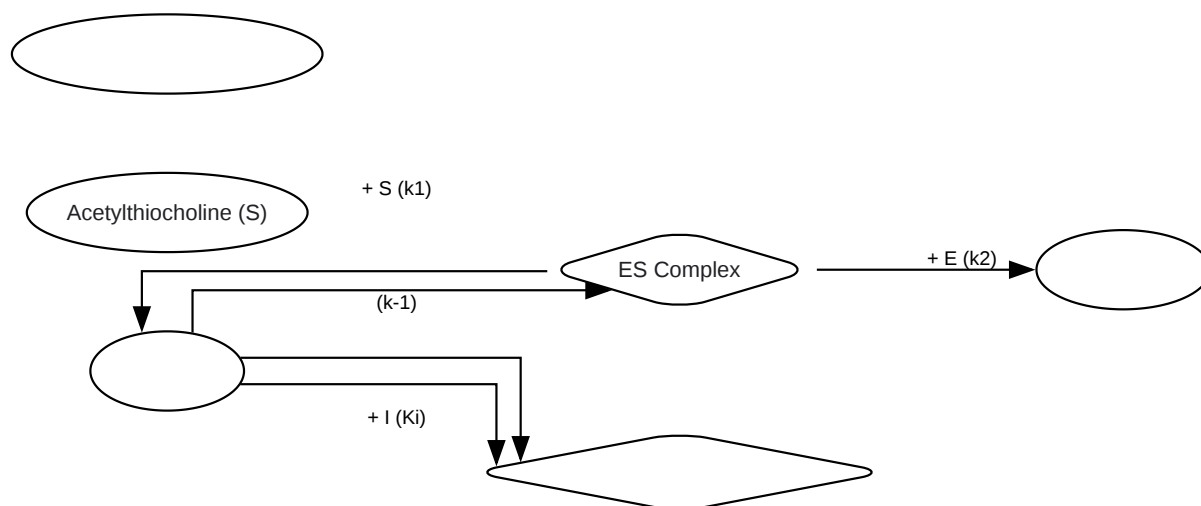 + S (k1)
Acetylthiocholine (S)
ES Complex
+ E (k2)
(k-1)
+ I (Ki)